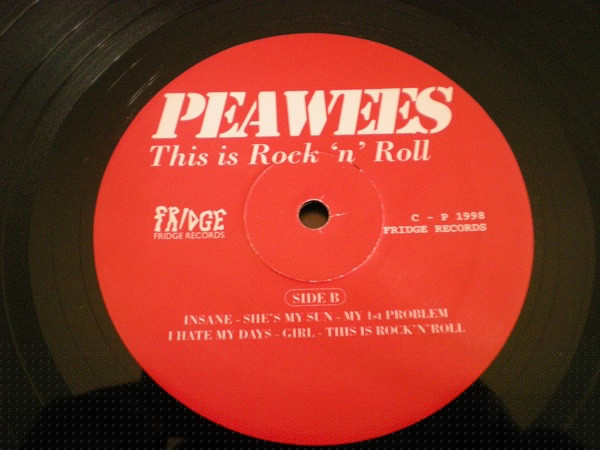 PEAWEES
This is Rock 'n' Roll
FRIDGE
FRIDGE RECORDS
C - P 1998
FRIDGE RECORDS
SIDE B
INSANE - SHE'S MY SUN - MY 1st PROBLEM
I HATE MY DAYS - GIRL - THIS IS ROCK'N'ROLL